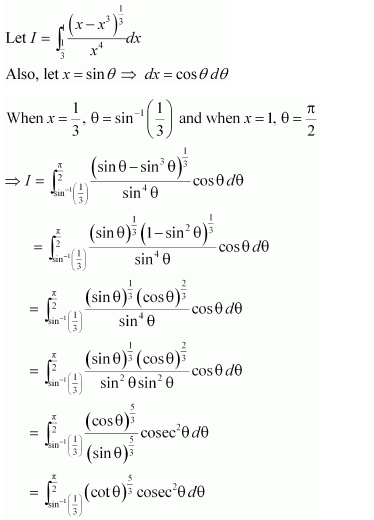 Let I = ∫_{1/3}^{1} (x − x³)^{1/3} / x⁴ dx
Also, let x = sin θ ⇒ dx = cos θ dθ
When x = 1/3, θ = sin⁻¹(1/3) and when x = 1, θ = π/2
⇒ I = ∫_{sin⁻¹(1/3)}^{π/2} (sin θ − sin³ θ)^{1/3} / sin⁴ θ cos θ dθ
= ∫_{sin⁻¹(1/3)}^{π/2} (sin θ)^{1/3} (1 − sin² θ)^{1/3} / sin⁴ θ cos θ dθ
= ∫_{sin⁻¹(1/3)}^{π/2} (sin θ)^{1/3} (cos θ)^{2/3} / sin⁴ θ cos θ dθ
= ∫_{sin⁻¹(1/3)}^{π/2} (sin θ)^{1/3} (cos θ)^{2/3} / sin² θ sin² θ cos θ dθ
= ∫_{sin⁻¹(1/3)}^{π/2} (cos θ)^{5/3} / (sin θ)^{5/3} cosec² θ dθ
= ∫_{sin⁻¹(1/3)}^{π/2} (cot θ)^{5/3} cosec² θ dθ